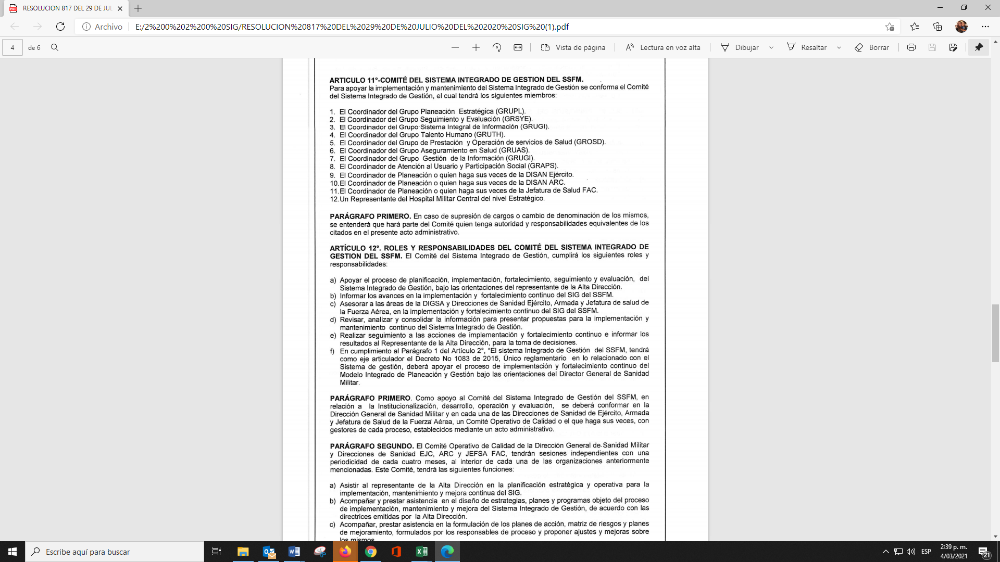 RESOLUCION 817 DEL 29 DE JUL
Archivo
E:/2%200%202%200%20SIG/RESOLUCION%20817%20DEL%2029%20DE%20JULIO%20DEL%202020%20SIG%20(1).pdf
4 de 6
Vista de página
Lectura en voz alta
Dibujar
Resaltar
Borrar
ARTICULO 11°-COMITÉ DEL SISTEMA INTEGRADO DE GESTION DEL SSFM.
Para apoyar la implementación y mantenimiento del Sistema Integrado de Gestión se conforma el Comité
del Sistema Integrado de Gestión, el cual tendrá los siguientes miembros:
1. El Coordinador del Grupo Planeación Estratégica (GRUPL).
2. El Coordinador del Grupo Seguimiento y Evaluación (GRSYE).
3. El Coordinador del Grupo Sistema Integral de Información (GRUGI).
4. El Coordinador del Grupo Talento Humano (GRUTH).
5. El Coordinador del Grupo de Prestación y Operación de servicios de Salud (GROSD).
6. El Coordinador del Grupo Aseguramiento en Salud (GRUAS).
7. El Coordinador del Grupo Gestión de la Información (GRUGI).
8. El Coordinador de Atención al Usuario y Participación Social (GRAPS).
9. El Coordinador de Planeación o quien haga sus veces de la DISAN Ejército.
10.El Coordinador de Planeación o quien haga sus veces de la DISAN ARC.
11.El Coordinador de Planeación o quien haga sus veces de la Jefatura de Salud FAC.
12.Un Representante del Hospital Militar Central del nivel Estratégico.
PARÁGRAFO PRIMERO. En caso de supresión de cargos o cambio de denominación de los mismos,
se entenderá que hará parte del Comité quien tenga autoridad y responsabilidades equivalentes de los
citados en el presente acto administrativo.
ARTÍCULO 12°. ROLES Y RESPONSABILIDADES DEL COMITÉ DEL SISTEMA INTEGRADO DE
GESTION DEL SSFM. El Comité del Sistema Integrado de Gestión, cumplirá los siguientes roles y
responsabilidades:
a) Apoyar el proceso de planificación, implementación, fortalecimiento, seguimiento y evaluación, del
Sistema Integrado de Gestión, bajo las orientaciones del representante de la Alta Dirección.
b) Informar los avances en la implementación y fortalecimiento continuo del SIG del SSFM.
c) Asesorar a las áreas de la DIGSA y Direcciones de Sanidad Ejército, Armada y Jefatura de salud de
la Fuerza Aérea, en la implementación y fortalecimiento continuo del SIG del SSFM.
d) Revisar, analizar y consolidar la información para presentar propuestas para la implementación y
mantenimiento continuo del Sistema Integrado de Gestión.
e) Realizar seguimiento a las acciones de implementación y fortalecimiento continuo e informar los
resultados al Representante de la Alta Dirección, para la toma de decisiones.
f) En cumplimiento al Parágrafo 1 del Artículo 2°, “El sistema Integrado de Gestión del SSFM, tendrá
como eje articulador el Decreto No 1083 de 2015, Único reglamentario en lo relacionado con el
Sistema de gestión, deberá apoyar el proceso de implementación y fortalecimiento continuo del
Modelo Integrado de Planeación y Gestión bajo las orientaciones del Director General de Sanidad
Militar.
PARÁGRAFO PRIMERO. Como apoyo al Comité del Sistema Integrado de Gestión del SSFM, en
relación a la Institucionalización, desarrollo, operación y evaluación, se deberá conformar en la
Dirección General de Sanidad Militar y en cada una de las Direcciones de Sanidad de Ejército, Armada
y Jefatura de Salud de la Fuerza Aérea, un Comité Operativo de Calidad o el que haga sus veces, con
gestores de cada proceso, establecidos mediante un acto administrativo.
PARÁGRAFO SEGUNDO. El Comité Operativo de Calidad de la Dirección General de Sanidad Militar
y Direcciones de Sanidad EJC, ARC y JEFSA FAC, tendrán sesiones independientes con una
periodicidad de cada cuatro meses, al interior de cada una de las organizaciones anteriormente
mencionadas. Este Comité, tendrá las siguientes funciones:
a) Asistir al representante de la Alta Dirección en la planificación estratégica y operativa para la
implementación, mantenimiento y mejora continua del SIG.
b) Acompañar y prestar asistencia en el diseño de estrategias, planes y programas objeto del proceso
de implementación, mantenimiento y mejora del Sistema Integrado de Gestión, de acuerdo con las
directrices emitidas por la Alta Dirección.
c) Acompañar, prestar asistencia en la formulación de los planes de acción, matriz de riesgos y planes
de mejoramiento, formulados por los responsables de proceso y proponer ajustes y mejoras sobre
los mismos.
Escribe aquí para buscar
ESP
2:39 p. m.
4/03/2021
21